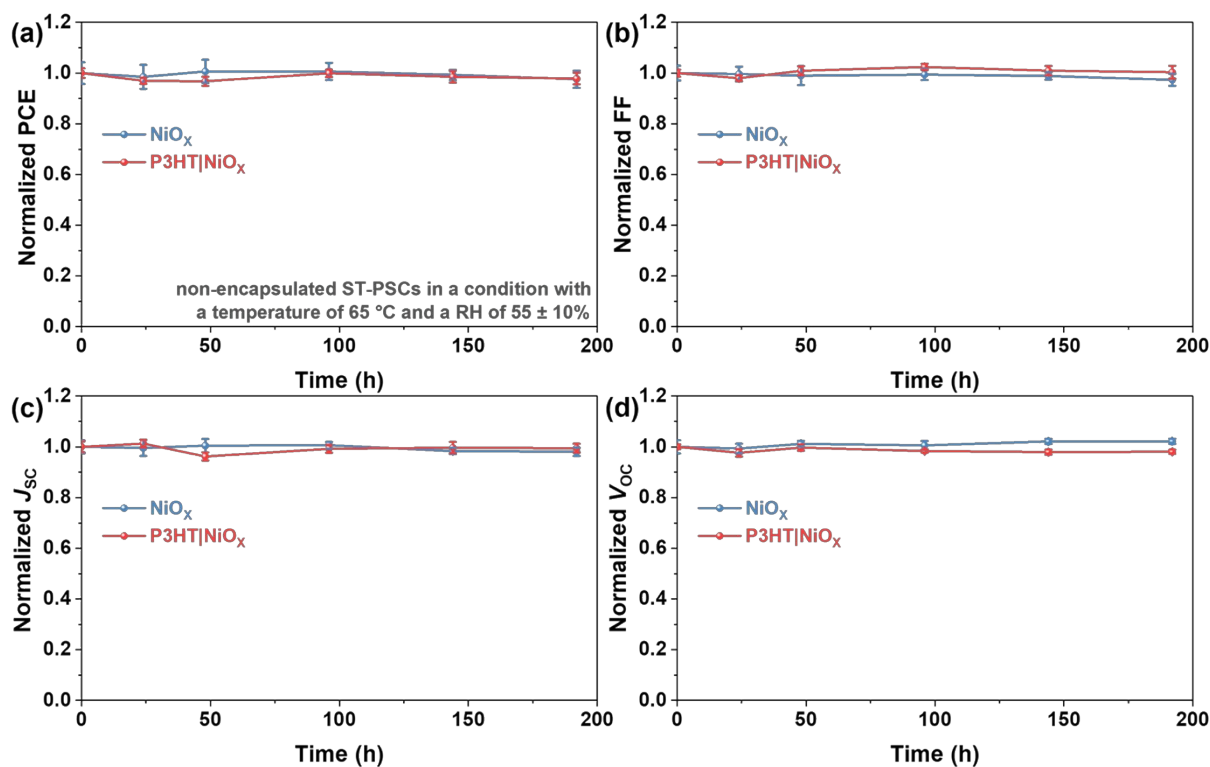 (a)
1.2
1.0
0.8
0.6
0.4
0.2
0.0
Normalized PCE
NiOX
P3HT|NiOX
non-encapsulated ST-PSCs in a condition with
a temperature of 65 °C and a RH of 55 ± 10%
0 50 100 150 200
Time (h)
(b)
1.2
1.0
0.8
0.6
0.4
0.2
0.0
Normalized FF
NiOX
P3HT|NiOX
0 50 100 150 200
Time (h)
(c)
1.2
1.0
0.8
0.6
0.4
0.2
0.0
Normalized JSC
NiOX
P3HT|NiOX
0 50 100 150 200
Time (h)
(d)
1.2
1.0
0.8
0.6
0.4
0.2
0.0
Normalized VOC
NiOX
P3HT|NiOX
0 50 100 150 200
Time (h)